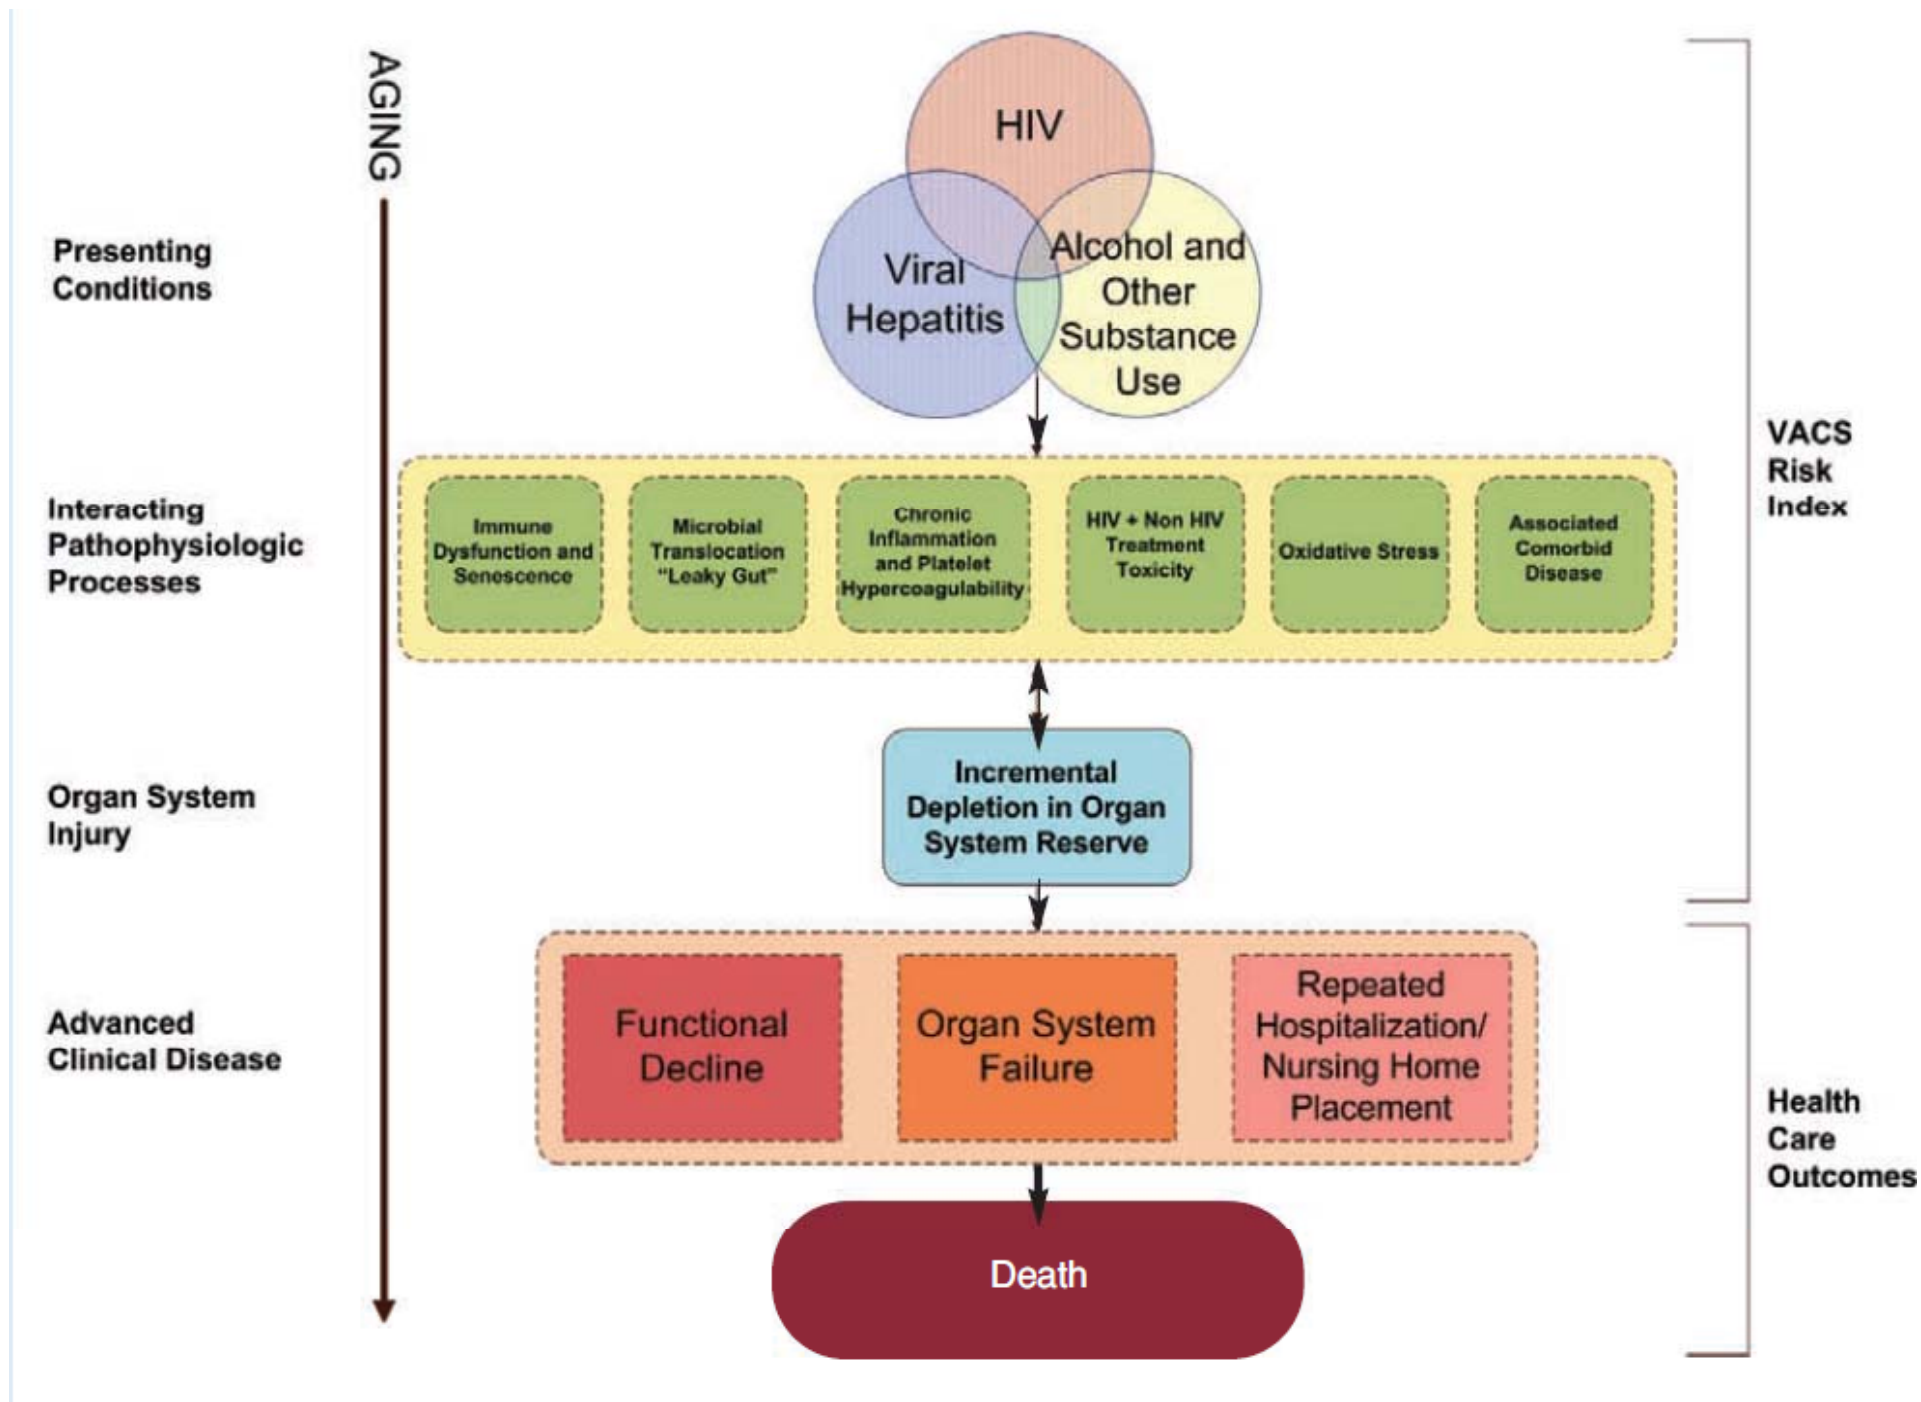 AGING
HIV
Viral
Hepatitis
Alcohol and
Other
Substance
Use
Presenting
Conditions
Interacting
Pathophysiologic
Processes
Immune
Dysfunction and
Senescence
Microbial
Translocation
“Leaky Gut”
Chronic
Inflammation
and Platelet
Hypercoagulability
HIV + Non HIV
Treatment
Toxicity
Oxidative Stress
Associated
Comorbid
Disease
VACS
Risk
Index
Organ System
Injury
Incremental
Depletion in Organ
System Reserve
Advanced
Clinical Disease
Functional
Decline
Organ System
Failure
Repeated
Hospitalization/
Nursing Home
Placement
Health
Care
Outcomes
Death